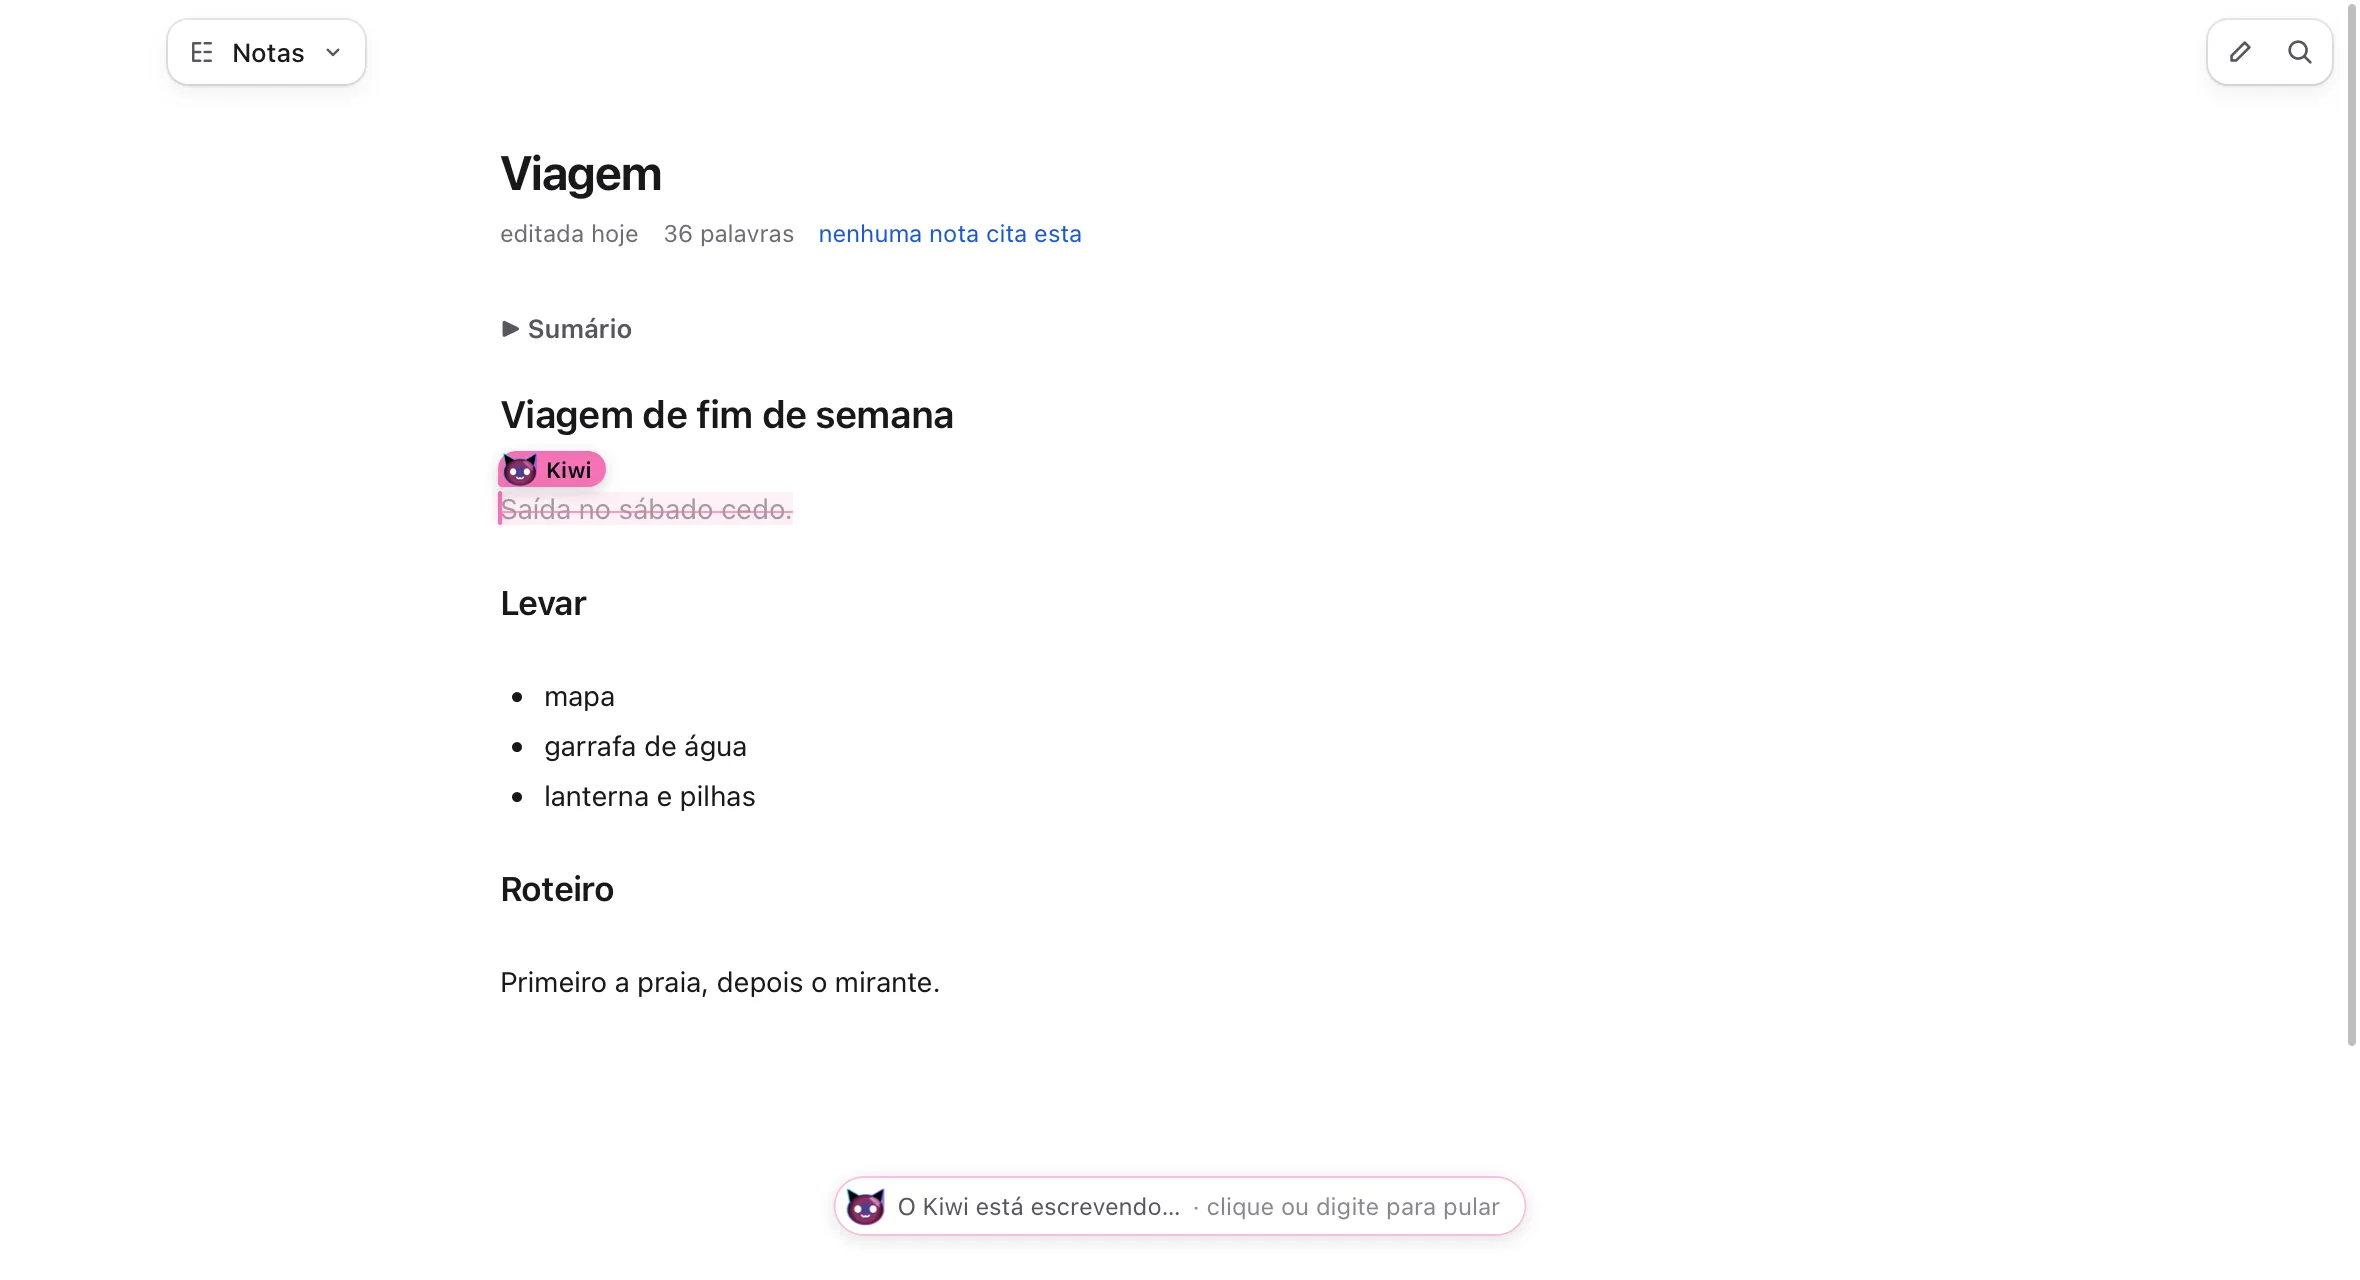 Notas
Viagem
editada hoje 36 palavras nenhuma nota cita esta
Sumário
Viagem de fim de semana
Kiwi
Saída no sábado cedo.
Levar
mapa
garrafa de água
lanterna e pilhas
Roteiro
Primeiro a praia, depois o mirante.
O Kiwi está escrevendo... · clique ou digite para pular